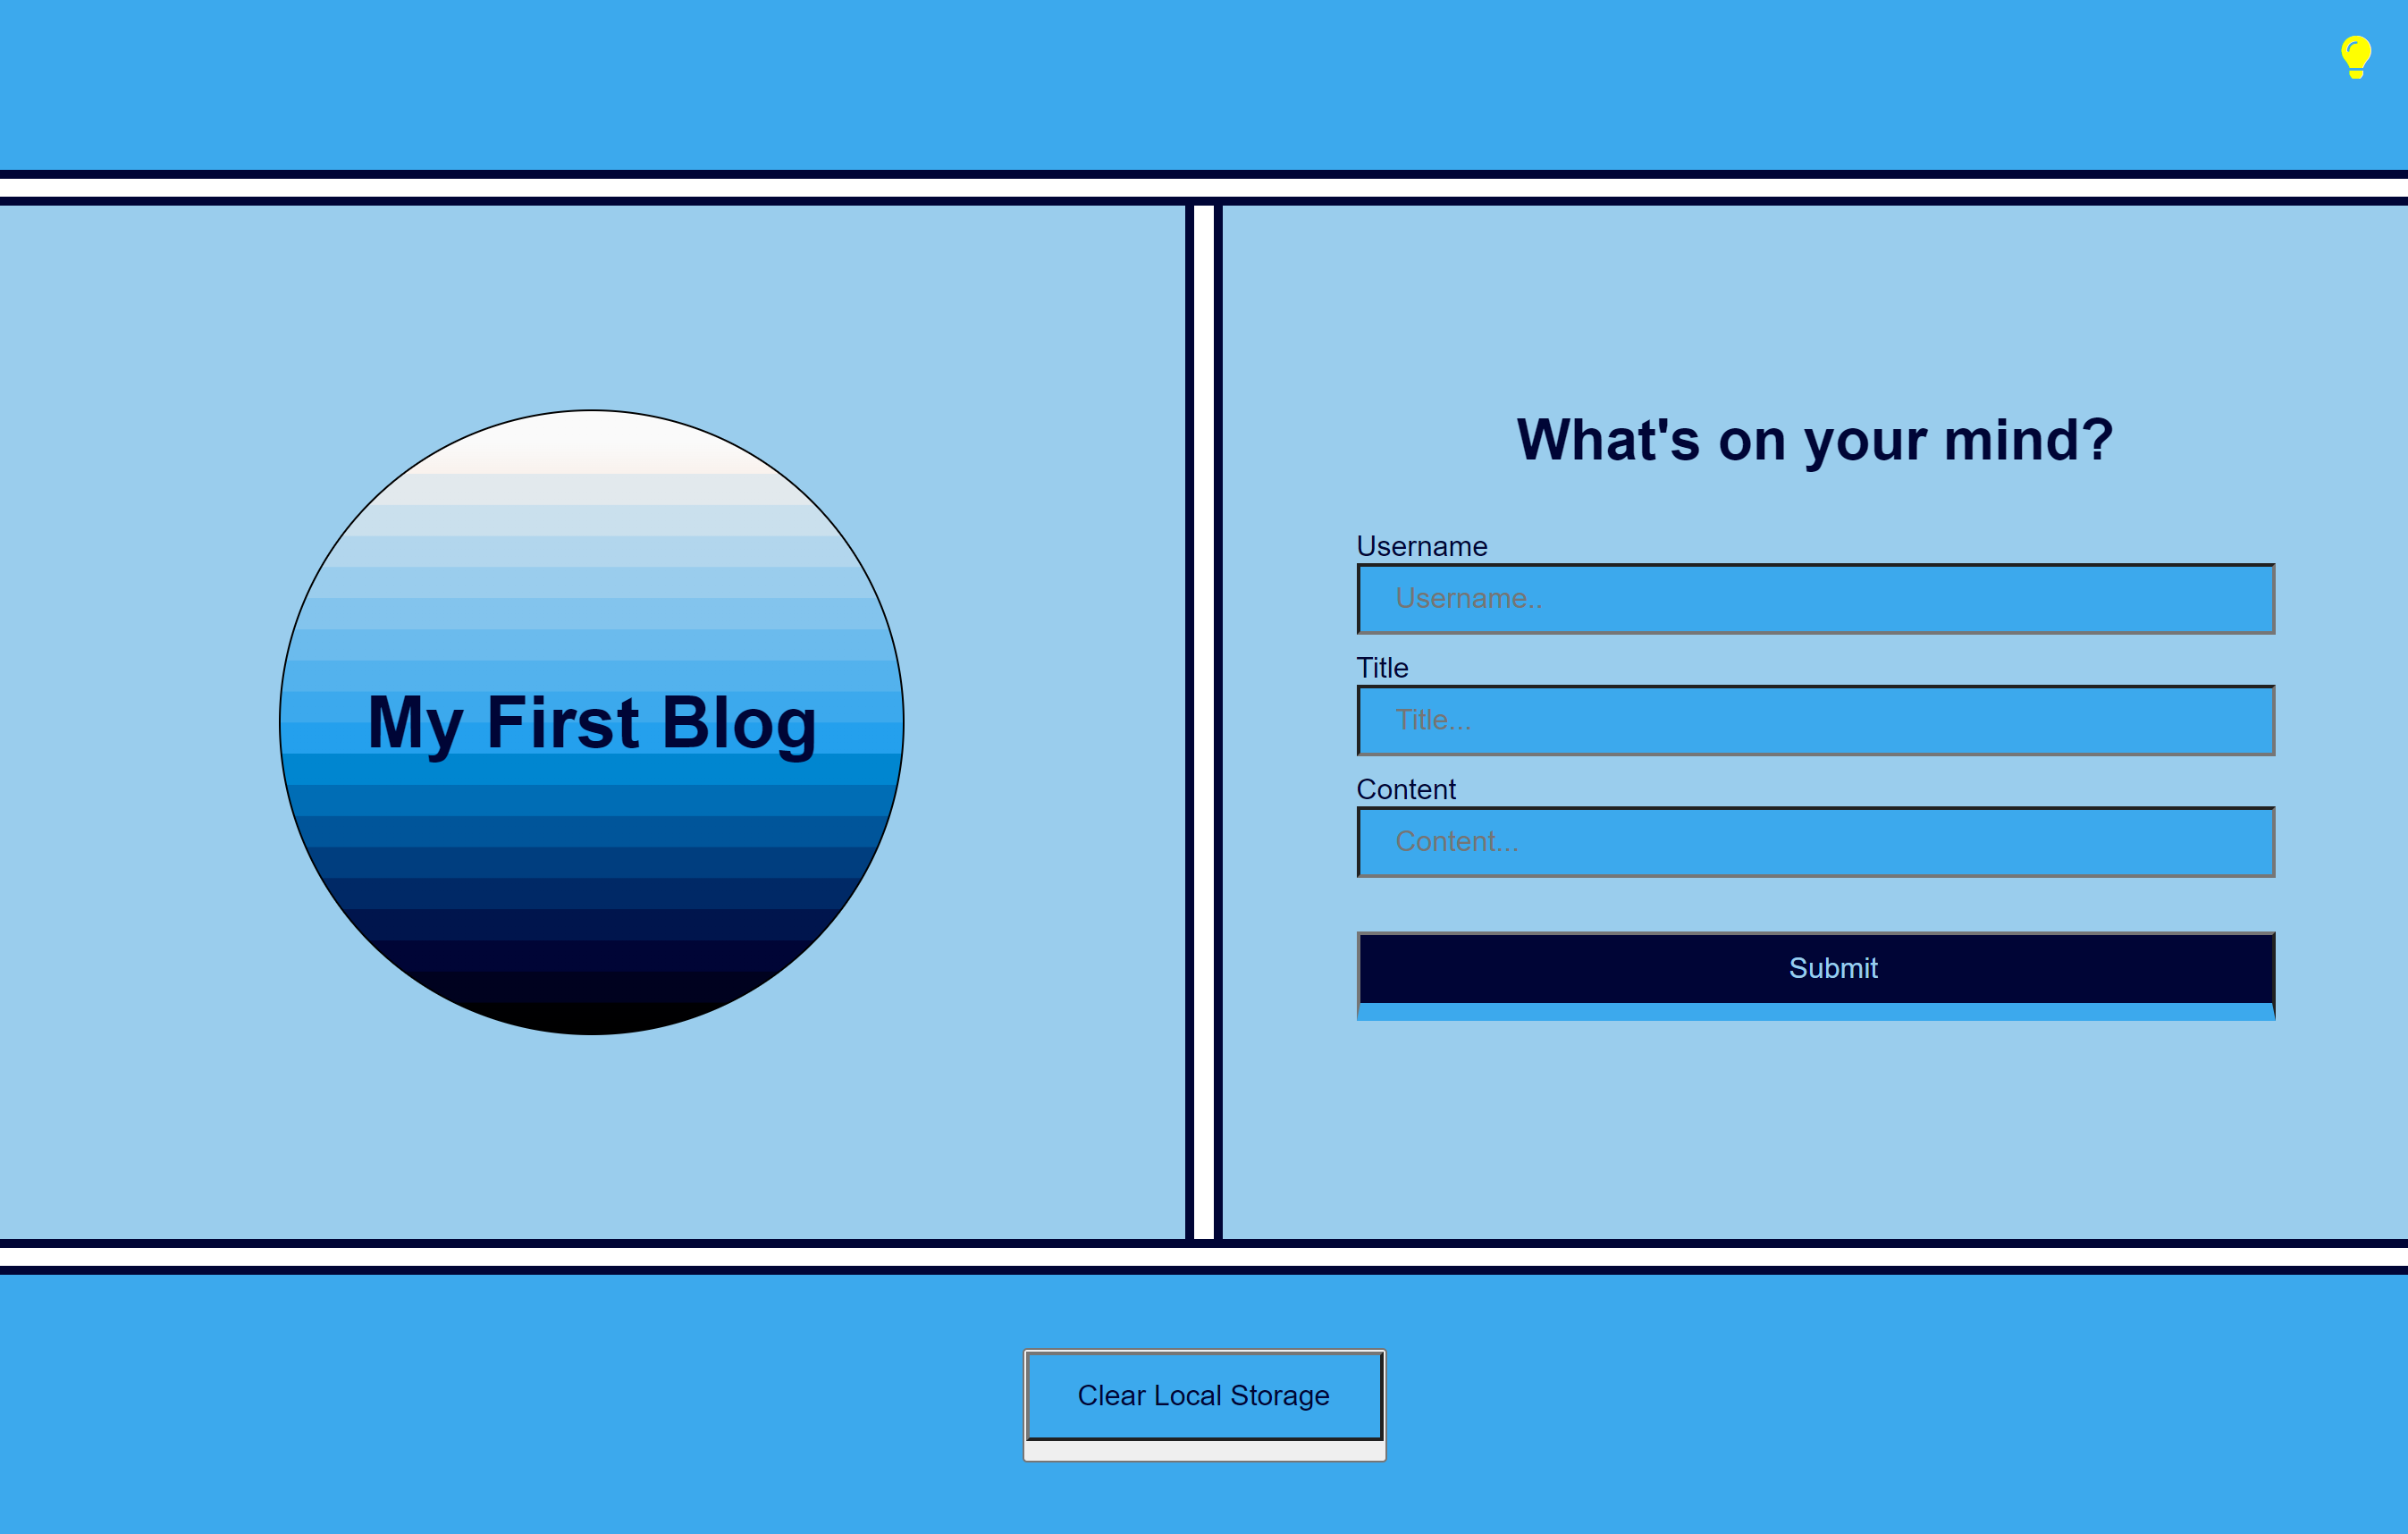 My First Blog
What's on your mind?
Username
Username..
Title
Title...
Content
Content...
Submit
Clear Local Storage